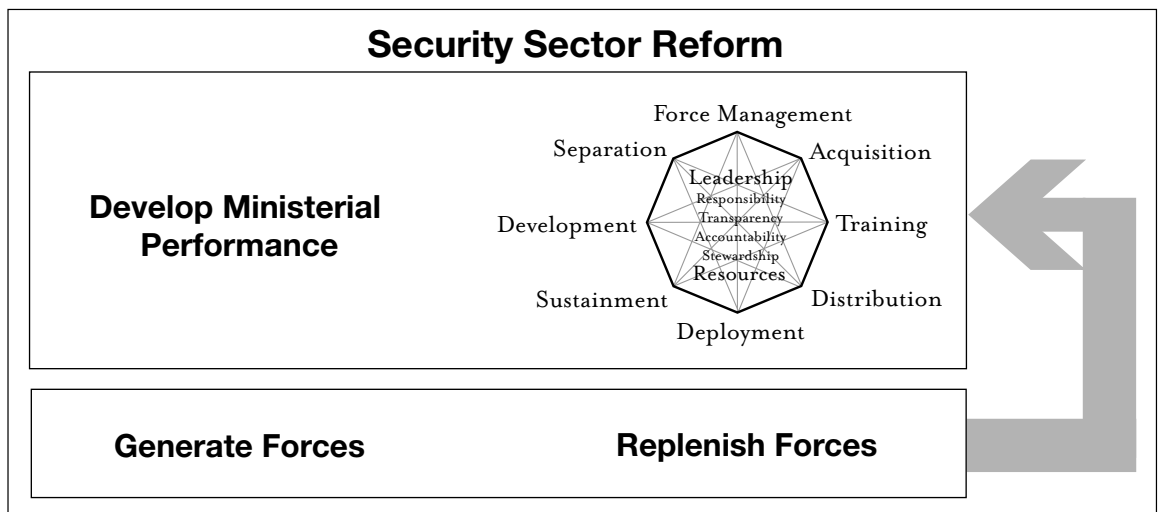 Security Sector Reform
Develop Ministerial
Performance
Force Management
Separation
Acquisition
Leadership
Responsibility
Development
Transparency
Training
Accountability
Stewardship
Resources
Sustainment
Distribution
Deployment
Generate Forces
Replenish Forces